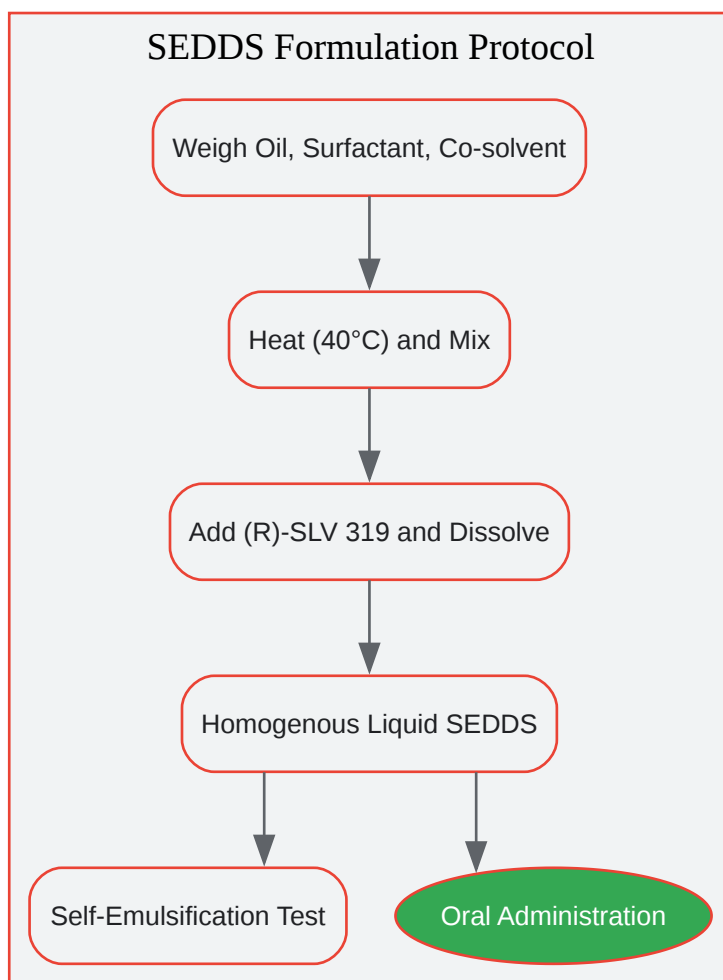 SEDDS Formulation Protocol
Weigh Oil, Surfactant, Co-solvent
Heat (40°C) and Mix
Add (R)-SLV 319 and Dissolve
Homogenous Liquid SEDDS
Self-Emulsification Test
Oral Administration